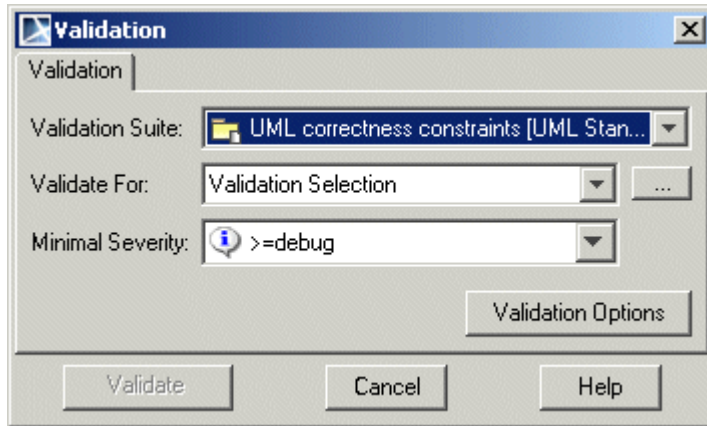 Validation
Validation
Validation Suite: UML correctness constraints [UML Stan...
Validate For: Validation Selection ...
Minimal Severity: >=debug
Validation Options
Validate Cancel Help